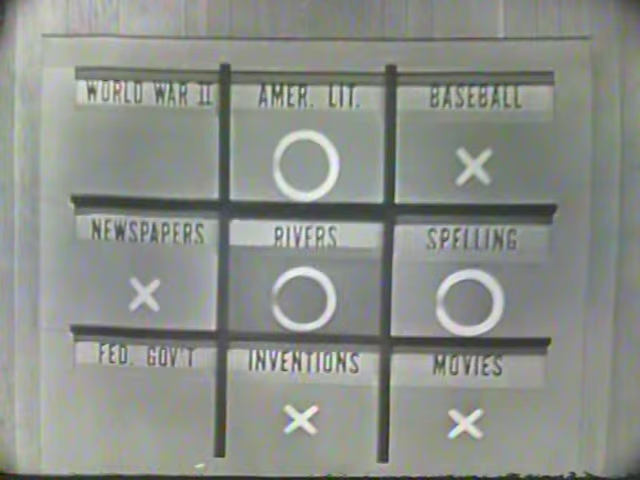 WORLD WAR II AMER. LIT. BASEBALL
O X
NEWSPAPERS RIVERS SPELLING
X O O
FED. GOV'T INVENTIONS MOVIES
X X